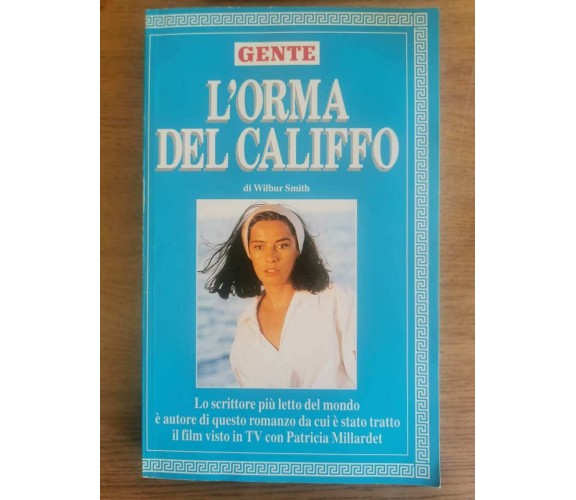 GENTE
L'ORMA
DEL CALIFFO
di Wilbur Smith
Lo scrittore più letto del mondo
è autore di questo romanzo da cui è stato tratto
il film visto in TV con Patricia Millardet